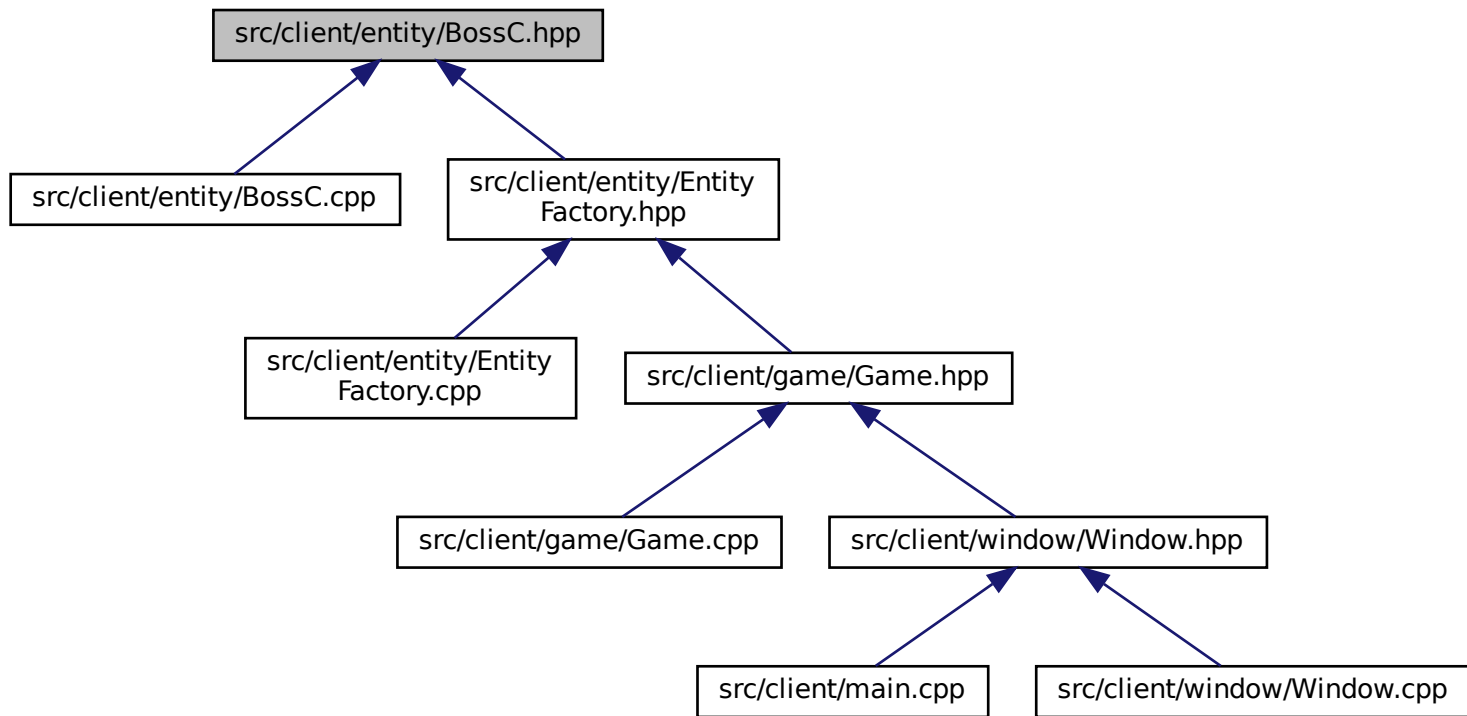 src/client/entity/BossC.hpp
src/client/entity/BossC.cpp
src/client/entity/Entity
Factory.hpp
src/client/entity/Entity
Factory.cpp
src/client/game/Game.hpp
src/client/game/Game.cpp
src/client/window/Window.hpp
src/client/main.cpp
src/client/window/Window.cpp